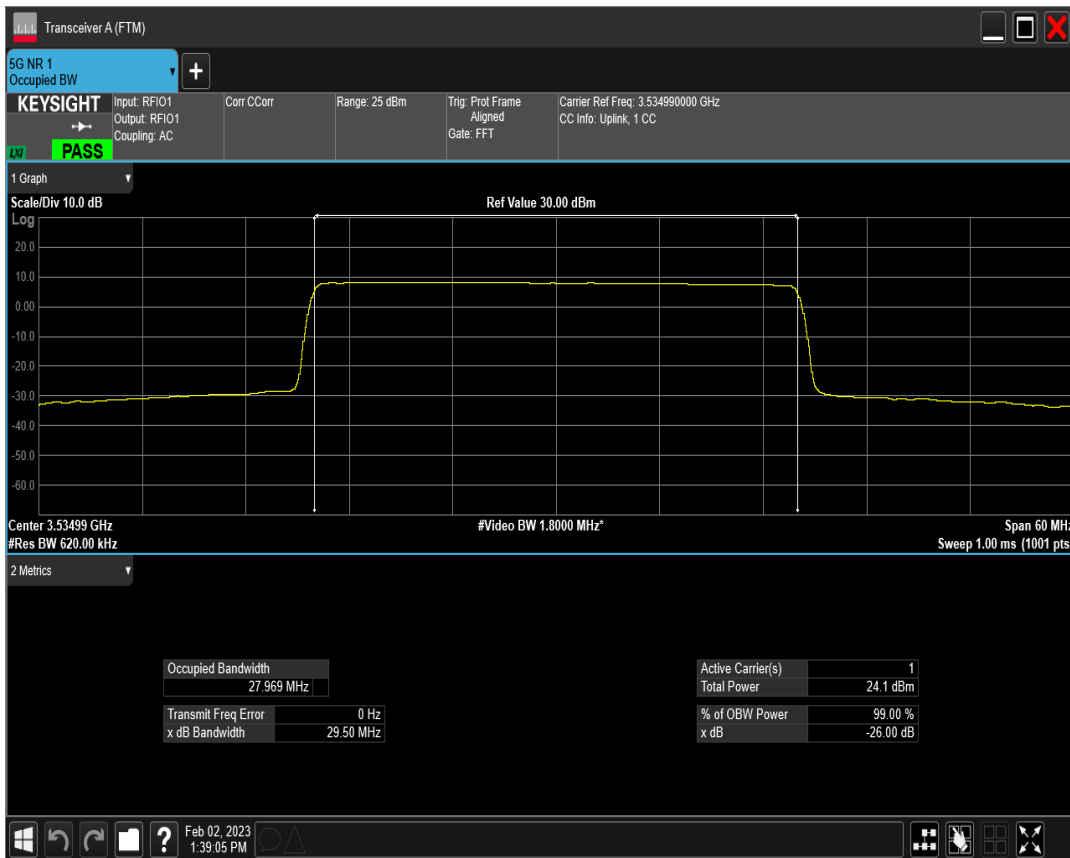 Transceiver A (FTM)
5G NR 1
Occupied BW
+
KEYSIGHT
LXI
PASS
Input: RFIO1
Output: RFIO1
Coupling: AC
Corr CCorr
Range: 25 dBm
Trig: Prot Frame
Aligned
Gate: FFT
Carrier Ref Freq: 3.534990000 GHz
CC Info: Uplink, 1 CC
1 Graph
Scale/Div 10.0 dB
Ref Value 30.00 dBm
Log
20.0
10.0
0.00
-10.0
-20.0
-30.0
-40.0
-50.0
-60.0
Center 3.53499 GHz
#Video BW 1.8000 MHz*
Span 60 MHz
#Res BW 620.00 kHz
Sweep 1.00 ms (1001 pts
2 Metrics
Occupied Bandwidth
27.969 MHz
Transmit Freq Error 0 Hz
x dB Bandwidth 29.50 MHz
Active Carrier(s) 1
Total Power 24.1 dBm
% of OBW Power 99.00 %
x dB -26.00 dB
?
Feb 02, 2023
1:39:05 PM